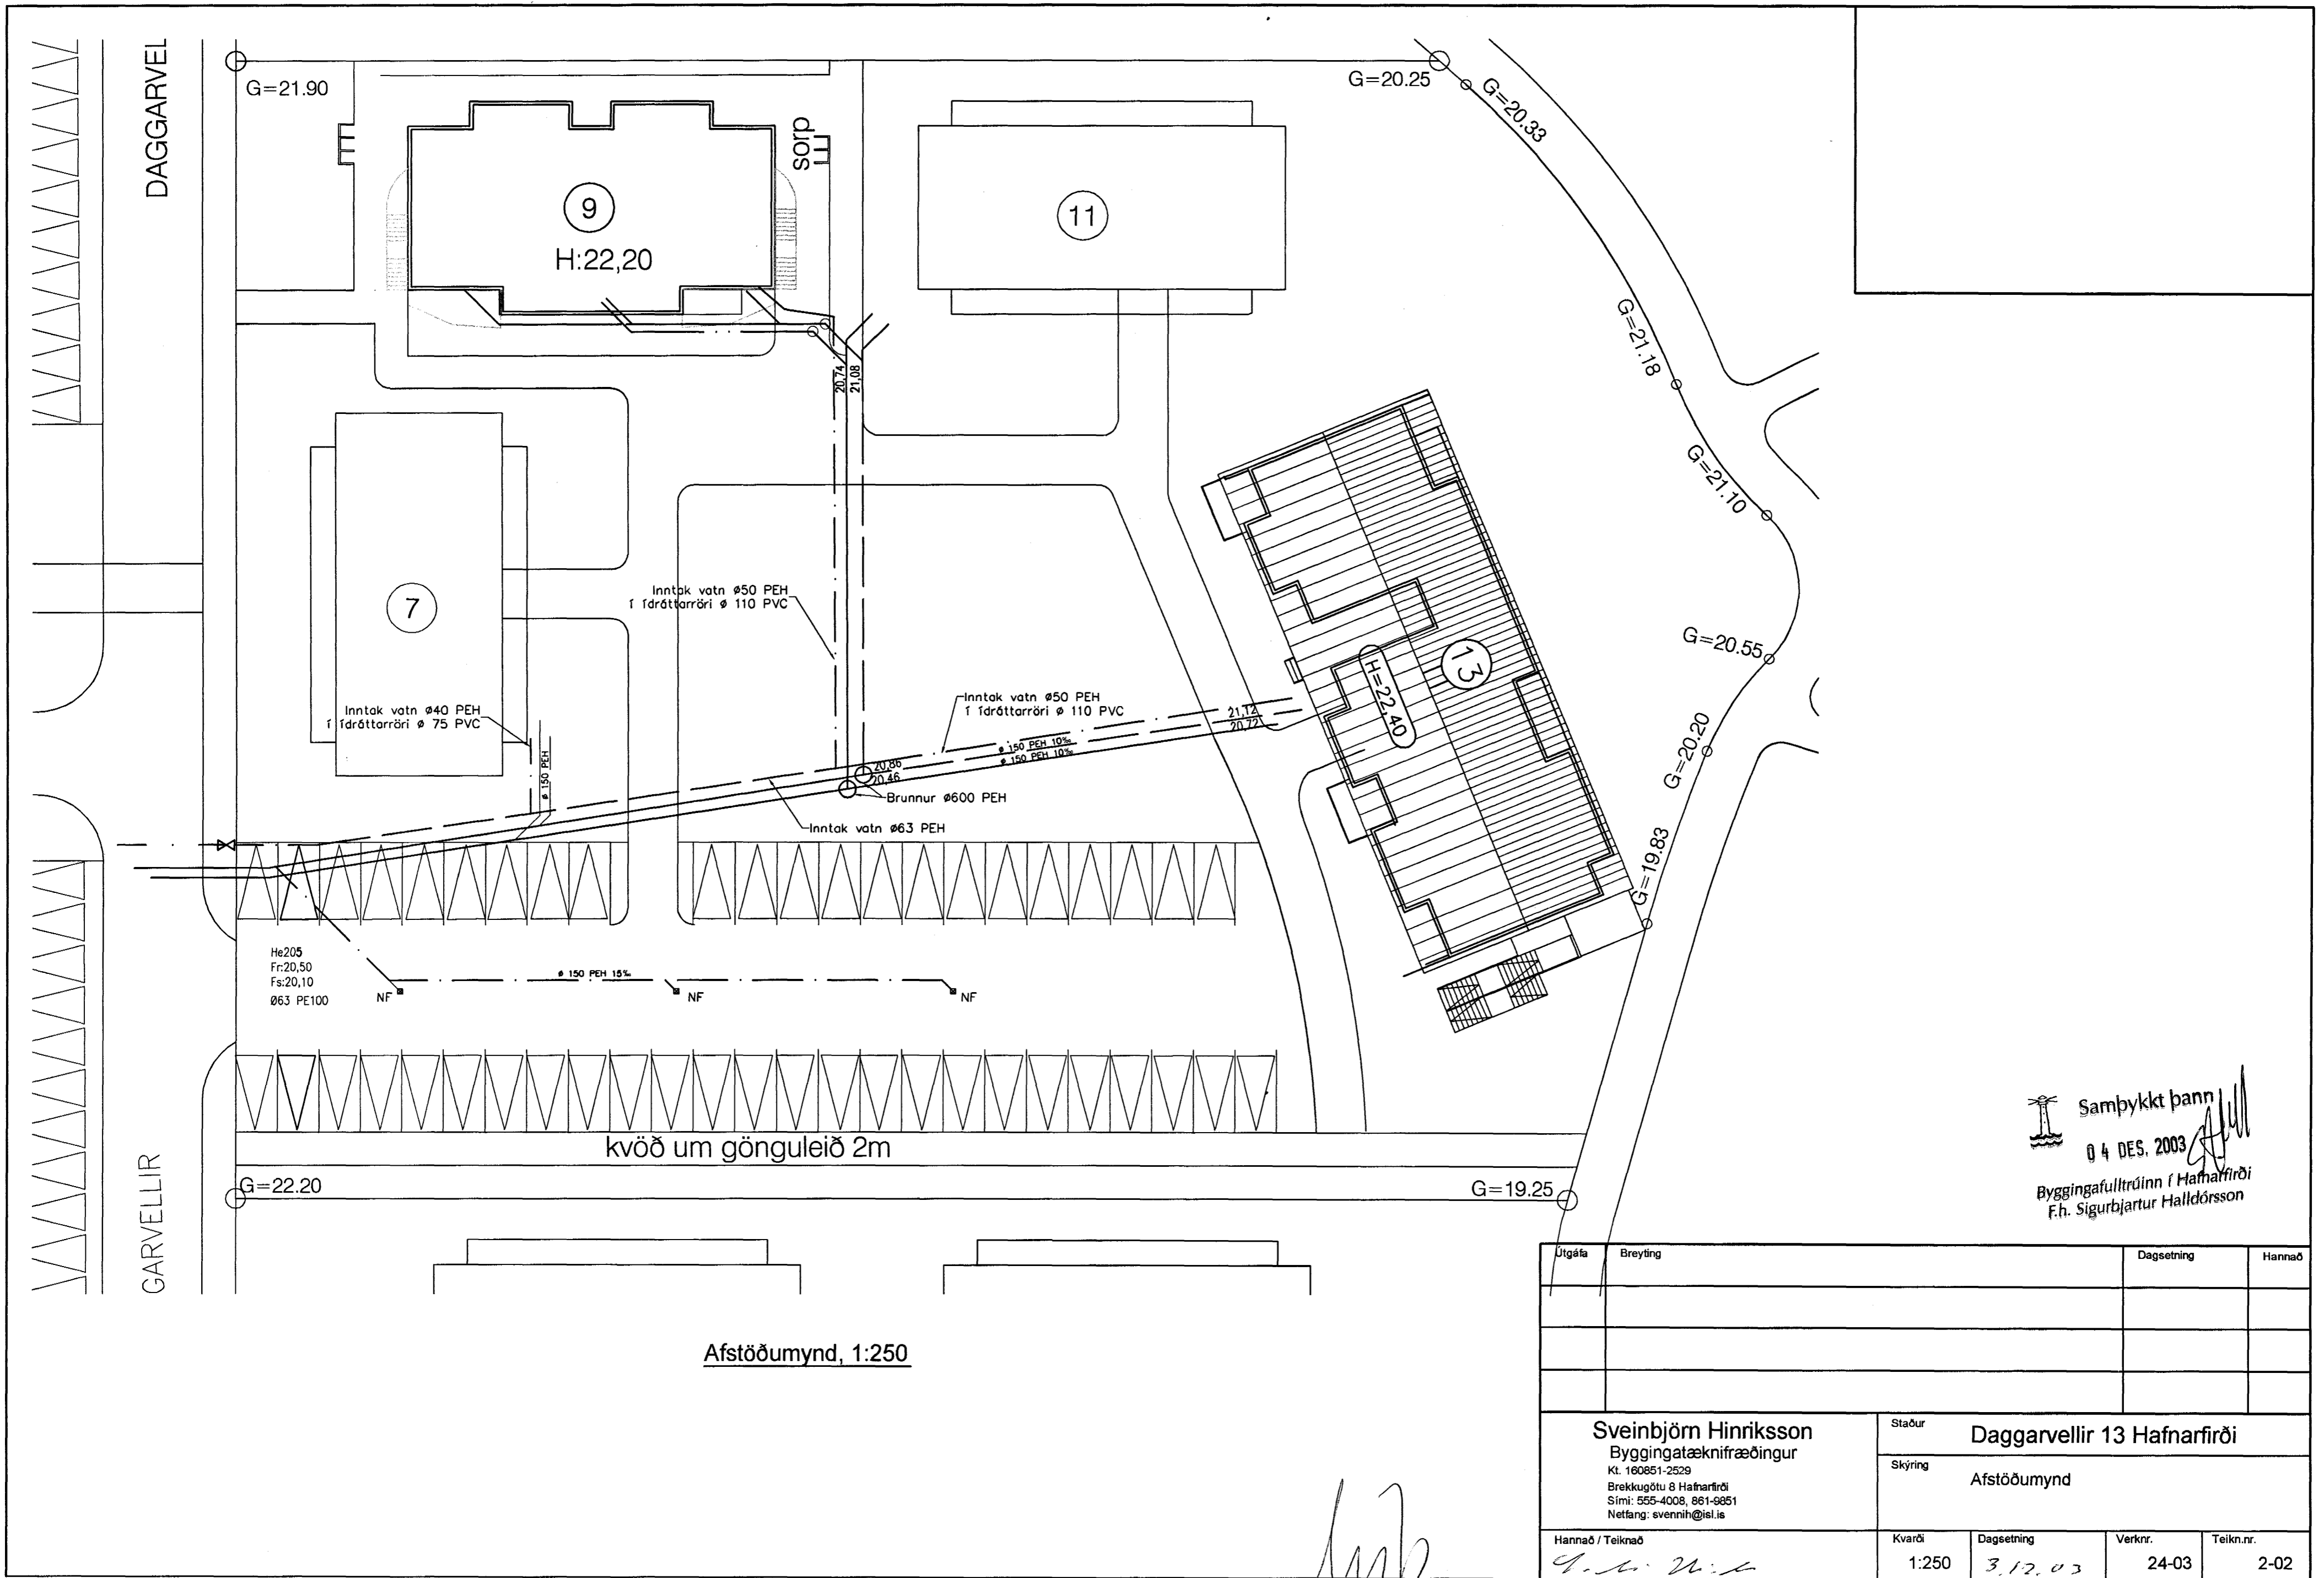 DAGGARVEL
G=21.90
G=20.25
G=20.33
sorp
9
H:22,20
11
G=21.18
20,74
21,08
G=21.10
Inntak vatn ø50 PEH
í ídráttarröri ø 110 PVC
7
13
H=22,40
G=20.55
Inntak vatn ø50 PEH
í ídráttarröri ø 110 PVC
Inntak vatn ø40 PEH
í ídráttarröri ø 75 PVC
21,12
20,72
ø 150 PEH 10‰
ø 150 PEH 10‰
G=20.20
ø 150 PEH
20,86
20,46
Brunnur ø600 PEH
Inntak vatn ø63 PEH
G=19.83
He205
Fr:20,50
Fs:20,10
Ø63 PE100
ø 150 PEH 15‰
NF
NF
NF
kvöð um gönguleið 2m
G=22.20
G=19.25
GARVELLIR
Samþykkt þann
04 DES. 2003
Byggingafulltrúinn í Hafnarfirði
F.h. Sigurbjartur Halldórsson
Afstöðumynd, 1:250
Útgáfa Breyting Dagsetning Hannað
Sveinbjörn Hinriksson
Byggingatæknifræðingur
Kt. 160851-2529
Brekkugötu 8 Hafnarfirði
Sími: 555-4008, 861-9851
Netfang: svennih@isl.is
Staður
Daggarvellir 13 Hafnarfirði
Skýring
Afstöðumynd
Hannað / Teiknað
Kvarði Dagsetning Verknr. Teikn.nr.
1:250 3.12.03 24-03 2-02